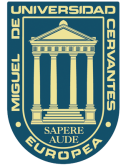 UNIVERSIDAD
EUROPEA
MIGUEL DE
CERVANTES
SAPERE
AUDE